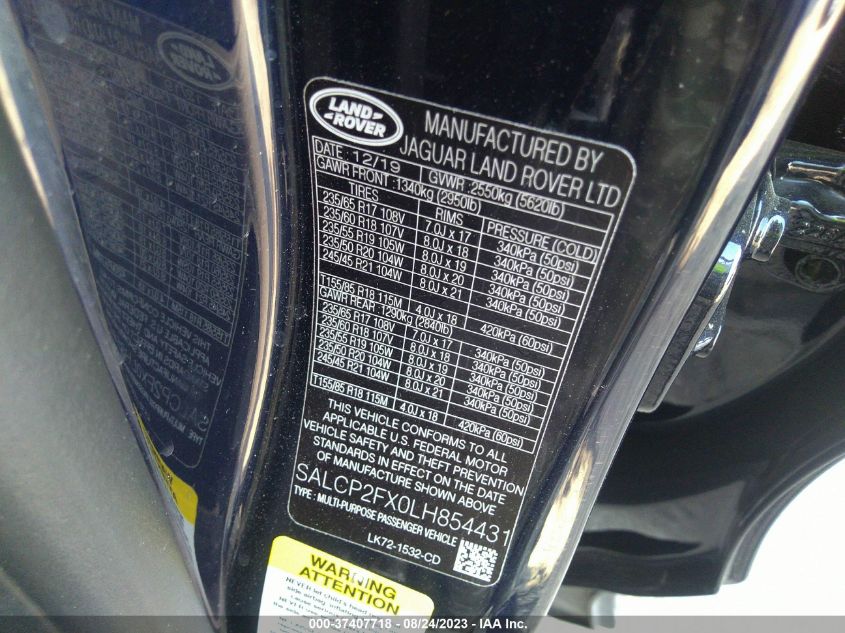 LAND
ROVER
MANUFACTURED BY
JAGUAR LAND ROVER LTD
DATE : 12/19 GVWR : 2550kg (5620lb)
GAWR FRONT : 1340kg (2950lb)
TIRES RIMS PRESSURE (COLD)
235/65 R17 108V 7.0J x 17 340kPa (50psi)
235/60 R18 107V 8.0J x 18 340kPa (50psi)
235/55 R19 105W 8.0J x 19 340kPa (50psi)
235/50 R20 104W 8.0J x 20 340kPa (50psi)
245/45 R21 104W 8.0J x 21 340kPa (50psi)
T155/85 R18 115M 4.0J x 18 420kPa (60psi)
GAWR REAR : 1290kg (2840lb)
235/65 R17 108V 7.0J x 17 340kPa (50psi)
235/60 R18 107V 8.0J x 18 340kPa (50psi)
235/55 R19 105W 8.0J x 19 340kPa (50psi)
235/50 R20 104W 8.0J x 20 340kPa (50psi)
245/45 R21 104W 8.0J x 21 340kPa (50psi)
T155/85 R18 115M 4.0J x 18 420kPa (60psi)
THIS VEHICLE CONFORMS TO ALL
APPLICABLE U.S. FEDERAL MOTOR
VEHICLE SAFETY AND THEFT PREVENTION
STANDARDS IN EFFECT ON THE DATE
OF MANUFACTURE SHOWN ABOVE
SALCP2FX0LH854431
TYPE : MULTI-PURPOSE PASSENGER VEHICLE
LK72-1532-CD
WARNING
ATTENTION
NEVER let child's head
side airbag
000-37407718 - 08/24/2023 - IAA Inc.